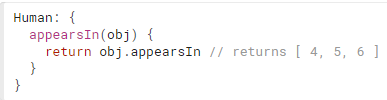 Human: {
appearsIn(obj) {
return obj.appearsIn // returns [ 4, 5, 6 ]
}
}